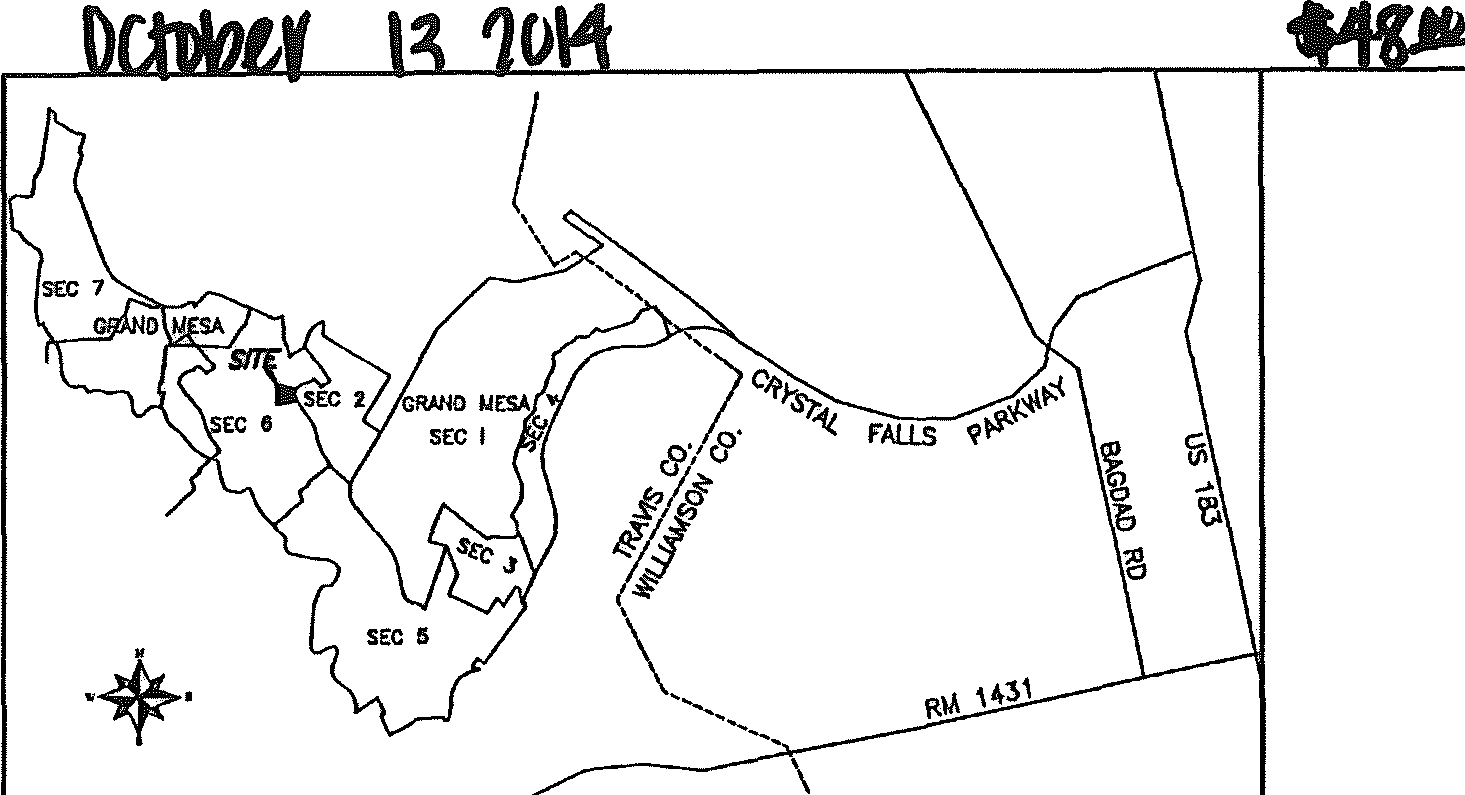 October 13 2014 $48.00
SEC 7
GRAND MESA
SITE
SEC 2
SEC 6
GRAND MESA
SEC 1
SEC 4
SEC 3
SEC 5
CRYSTAL FALLS PARKWAY
TRAVIS CO.
WILLIAMSON CO.
BAGDAD RD
US 183
RM 1431
N
W
E
S